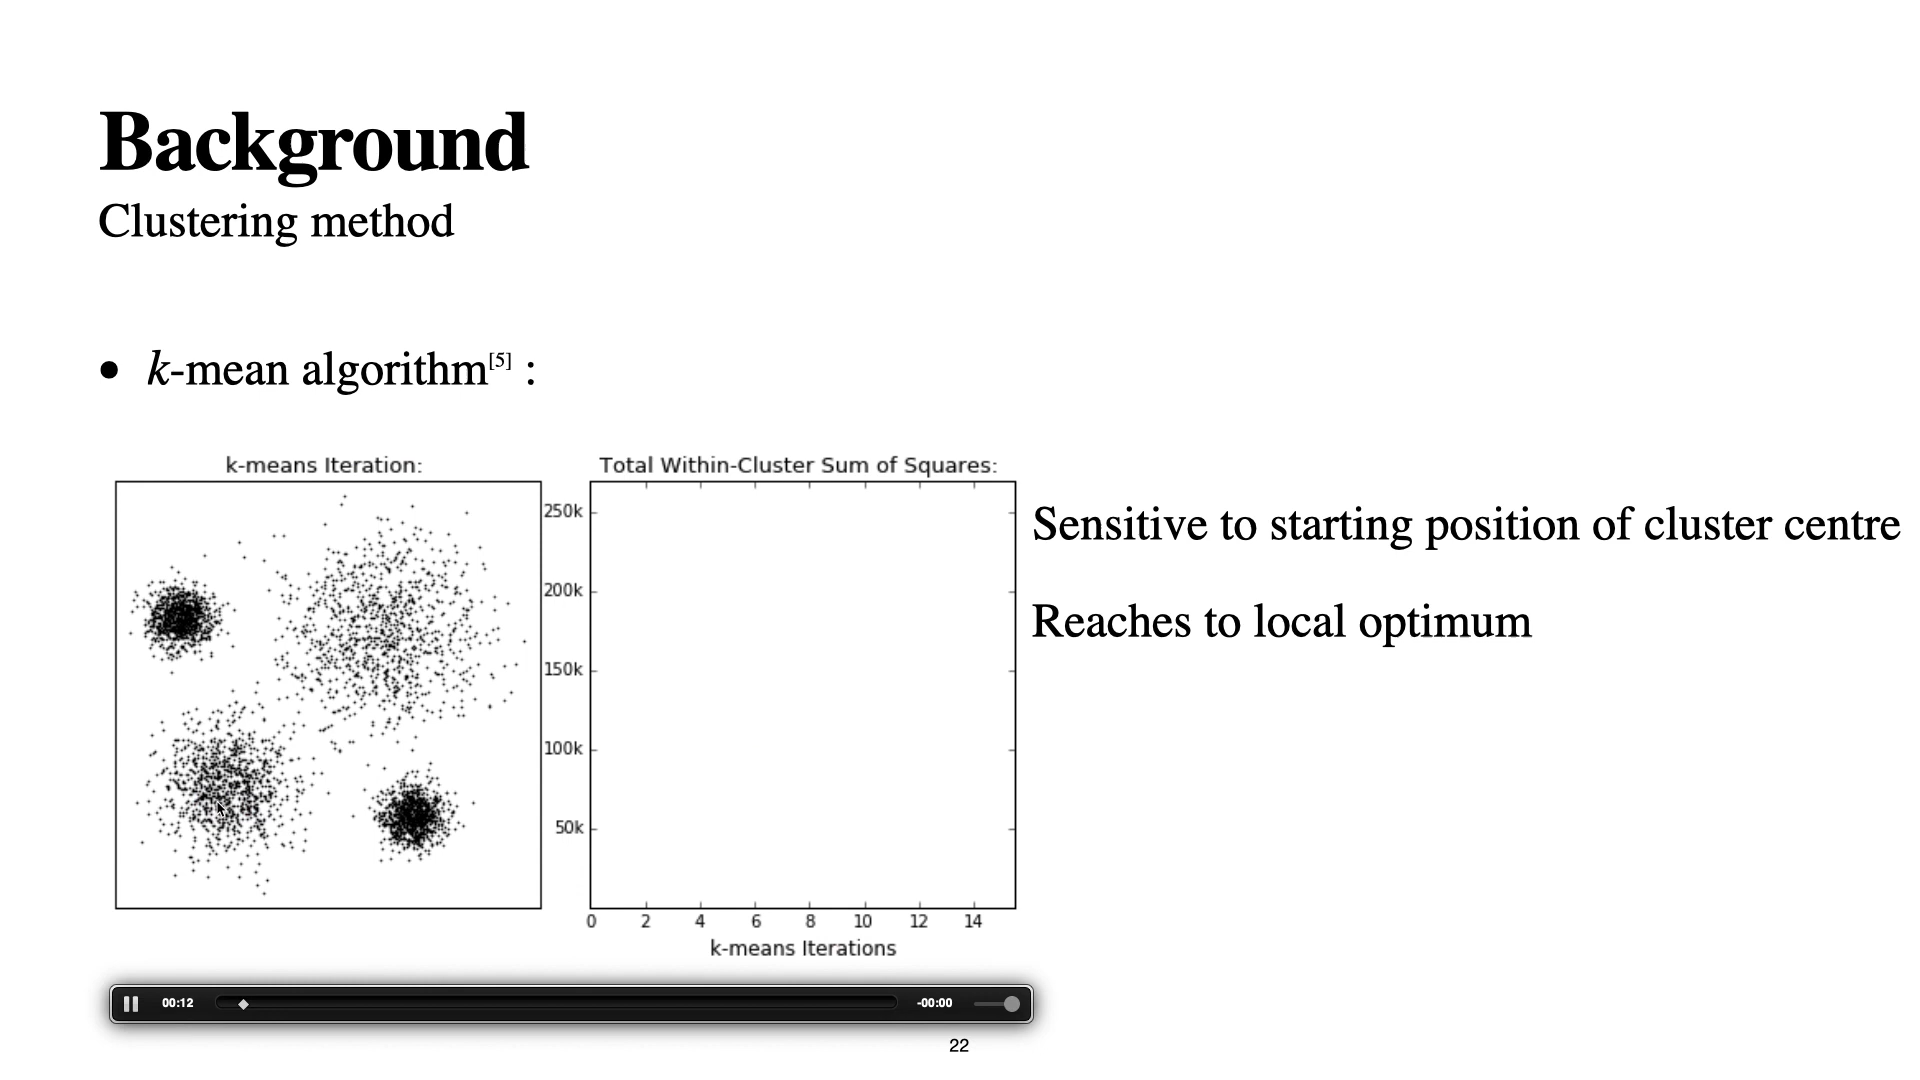 Background
Clustering method
• k-mean algorithm[5] :
k-means Iteration:
Total Within-Cluster Sum of Squares:
250k
200k
150k
100k
50k
0 2 4 6 8 10 12 14
k-means Iterations
Sensitive to starting position of cluster centre
Reaches to local optimum
00:12 -00:00
22